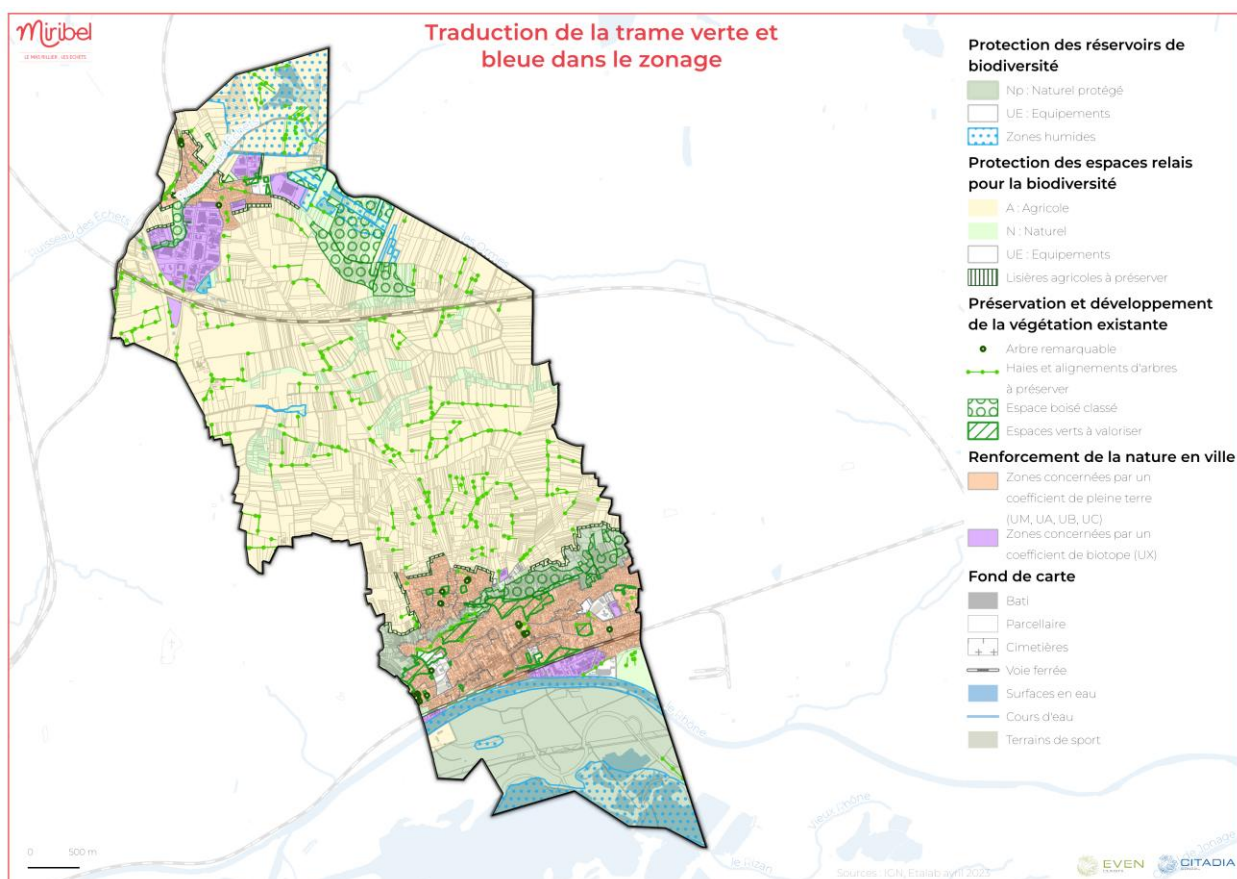 Miribel
LE MAS RILLIER · LES ÉCHETS
Traduction de la trame verte et
bleue dans le zonage
Protection des réservoirs de
biodiversité
Np : Naturel protégé
UE : Equipements
Zones humides
Protection des espaces relais
pour la biodiversité
A : Agricole
N : Naturel
UE : Equipements
Lisières agricoles à préserver
Préservation et développement
de la végétation existante
Arbre remarquable
Haies et alignements d'arbres
à préserver
Espace boisé classé
Espaces verts à valoriser
Renforcement de la nature en ville
Zones concernées par un
coefficient de pleine terre
(UM, UA, UB, UC)
Zones concernées par un
coefficient de biotope (UX)
Fond de carte
Bati
Parcellaire
Cimetières
Voie ferrée
Surfaces en eau
Cours d'eau
Terrains de sport
Ruisseau des Échets
Vieux Rhône
le Rizan
de Jonage
0 500 m
Sources : IGN, Etalab avril 2023
EVEN
CITADIA